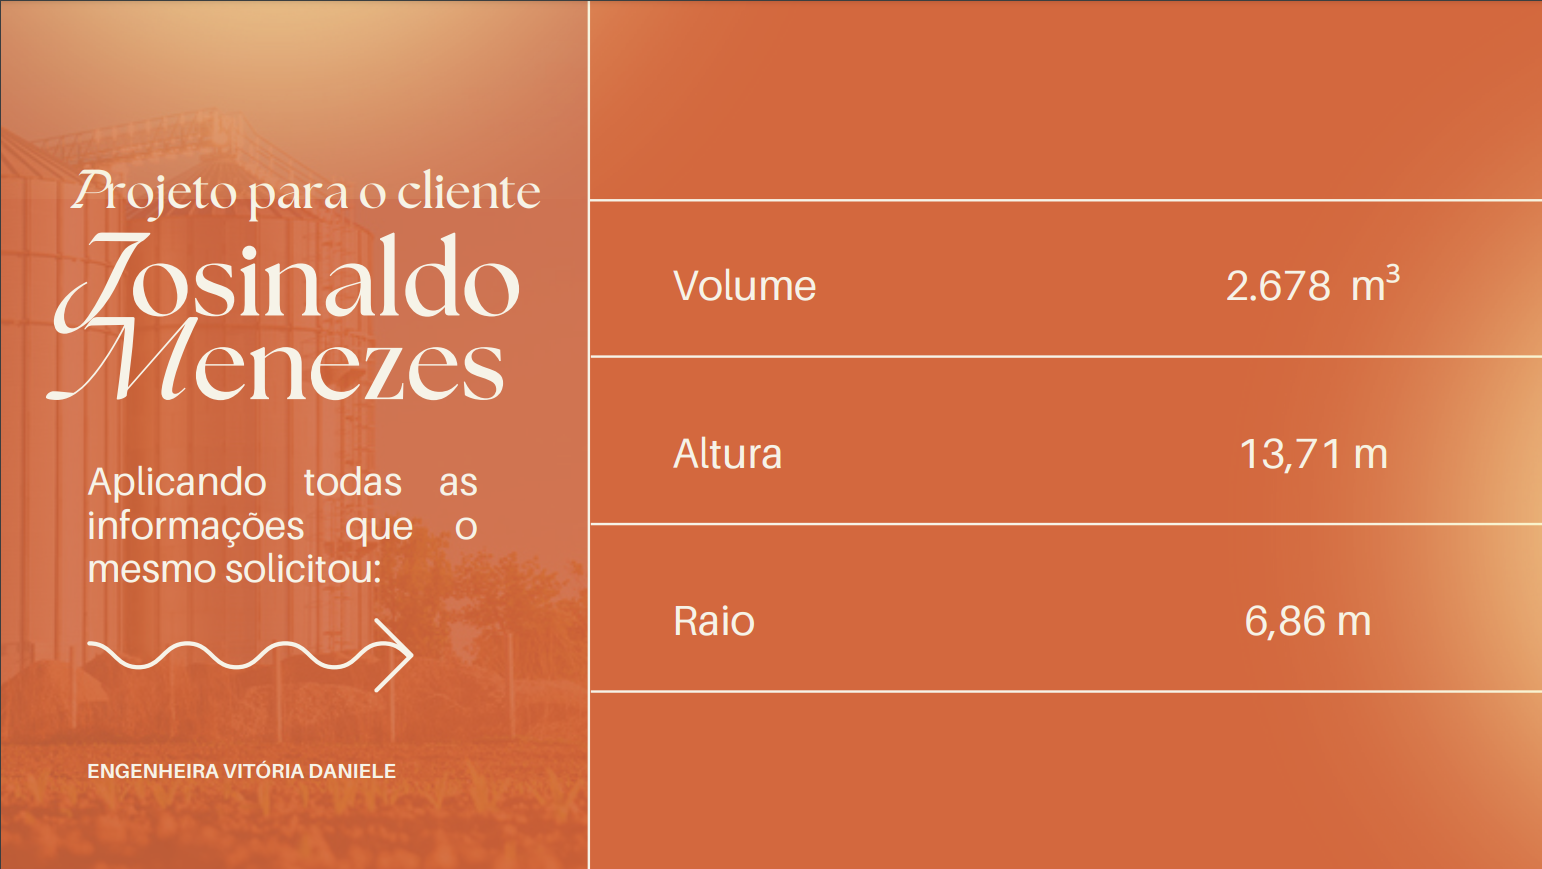 Projeto para o cliente
Josinaldo
Menezes
Aplicando todas as
informações que o
mesmo solicitou:
ENGENHEIRA VITÓRIA DANIELE
Volume 2.678 m³
Altura 13,71 m
Raio 6,86 m